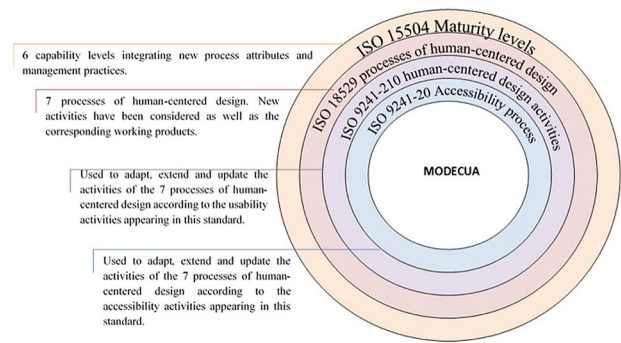 ISO 15504 Maturity levels
6 capability levels integrating new process attributes and
management practices.
ISO 18529 processes of human-centered design
7 processes of human-centered design. New
activities have been considered as well as the
corresponding working products.
ISO 9241-210 human-centered design activities
ISO 9241-20 Accessibility process
MODECUA
Used to adapt, extend and update the
activities of the 7 processes of human-
centered design according to the usability
activities appearing in this standard.
Used to adapt, extend and update the
activities of the 7 processes of human-
centered design according to the
accessibility activities appearing in this
standard.